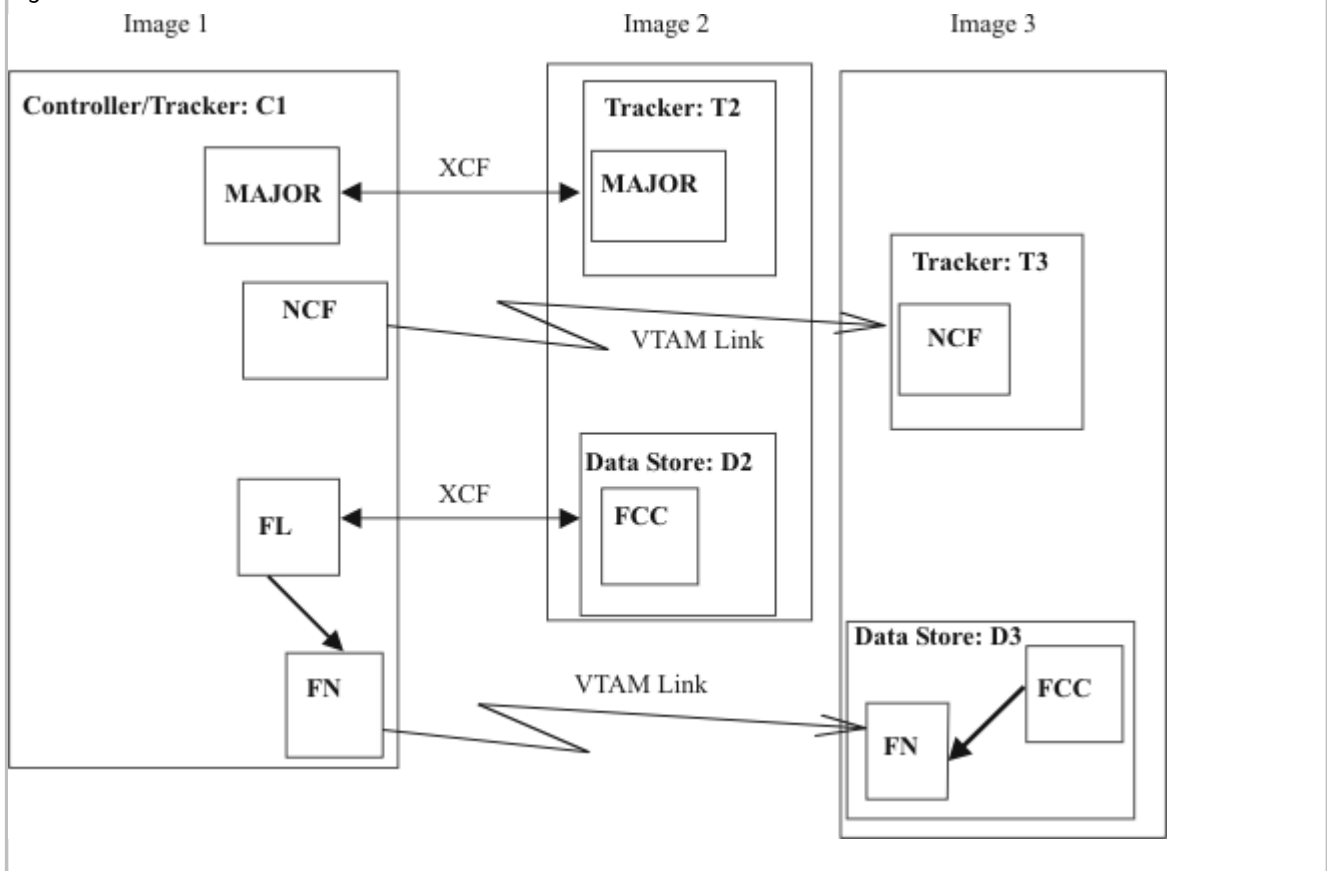 Image 1
Image 2
Image 3
Controller/Tracker: C1
Tracker: T2
MAJOR
XCF
MAJOR
Tracker: T3
NCF
VTAM Link
NCF
Data Store: D2
XCF
FL
FCC
Data Store: D3
FN
VTAM Link
FCC
FN